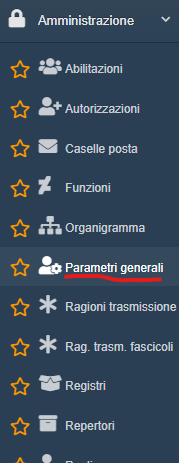 Amministrazione
Abilitazioni
Autorizzazioni
Caselle posta
Funzioni
Organigramma
Parametri generali
Ragioni trasmissione
Rag. trasm. fascicoli
Registri
Repertori